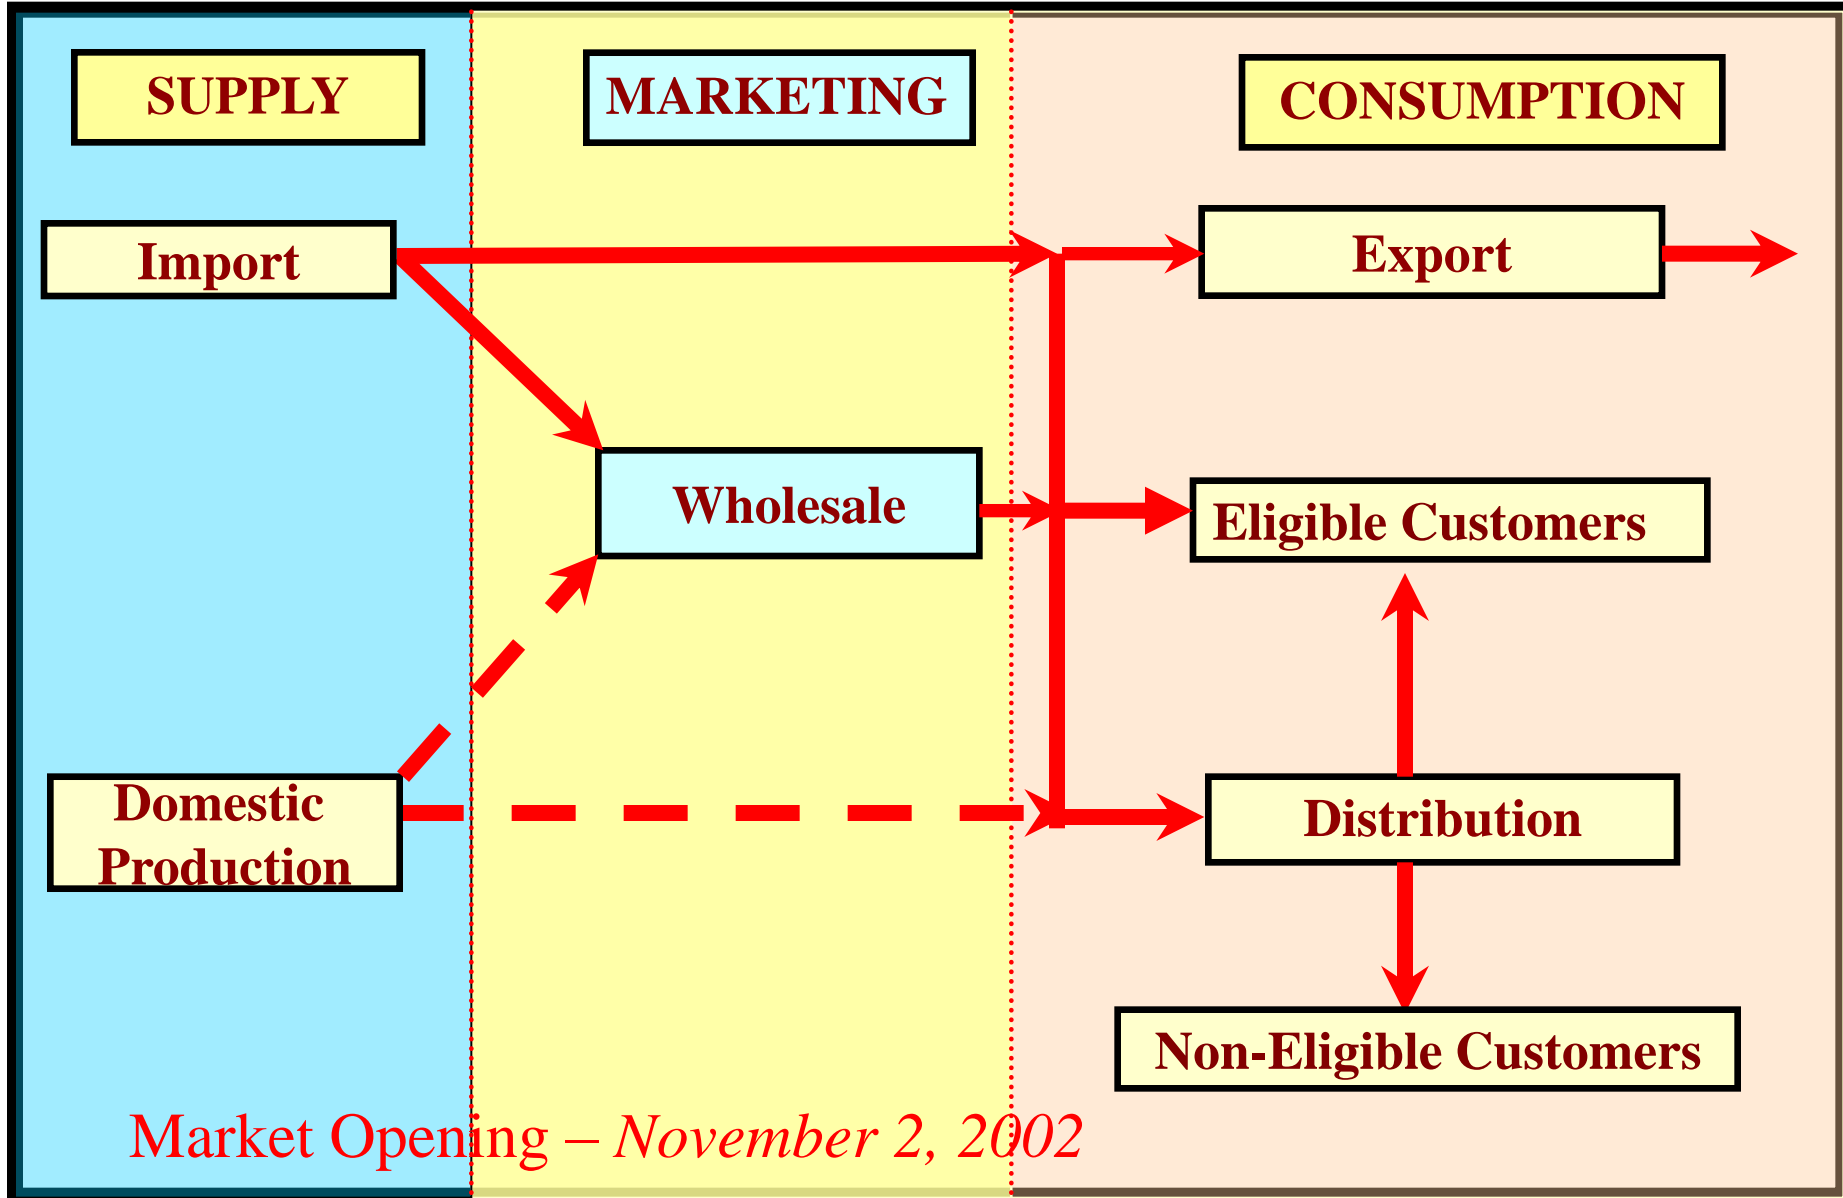 SUPPLY
MARKETING
CONSUMPTION
Import
Export
Wholesale
Eligible Customers
Domestic
Production
Distribution
Non-Eligible Customers
Market Opening – November 2, 2002